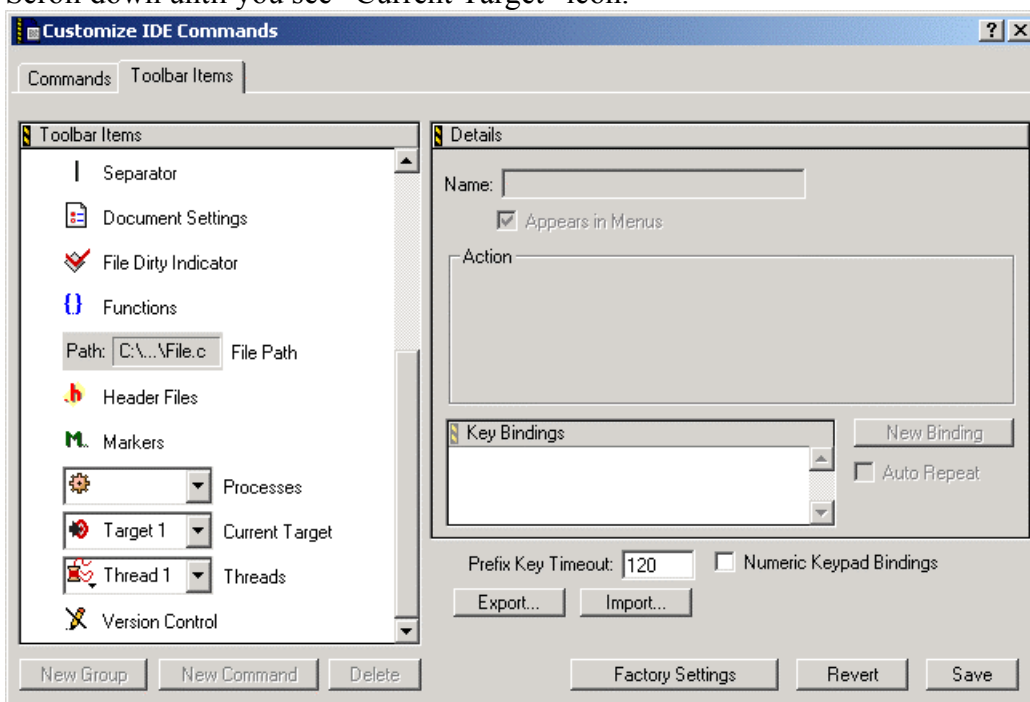 Scroll down until you see "Current Target" icon.
Customize IDE Commands
Commands
Toolbar Items
Toolbar Items
Separator
Document Settings
File Dirty Indicator
Functions
Path: C:\...\File.c File Path
Header Files
Markers
Processes
Target 1 Current Target
Thread 1 Threads
Version Control
Details
Name:
Appears in Menus
Action
Key Bindings
New Binding
Auto Repeat
Prefix Key Timeout: 120
Numeric Keypad Bindings
Export... Import...
New Group New Command Delete
Factory Settings Revert Save